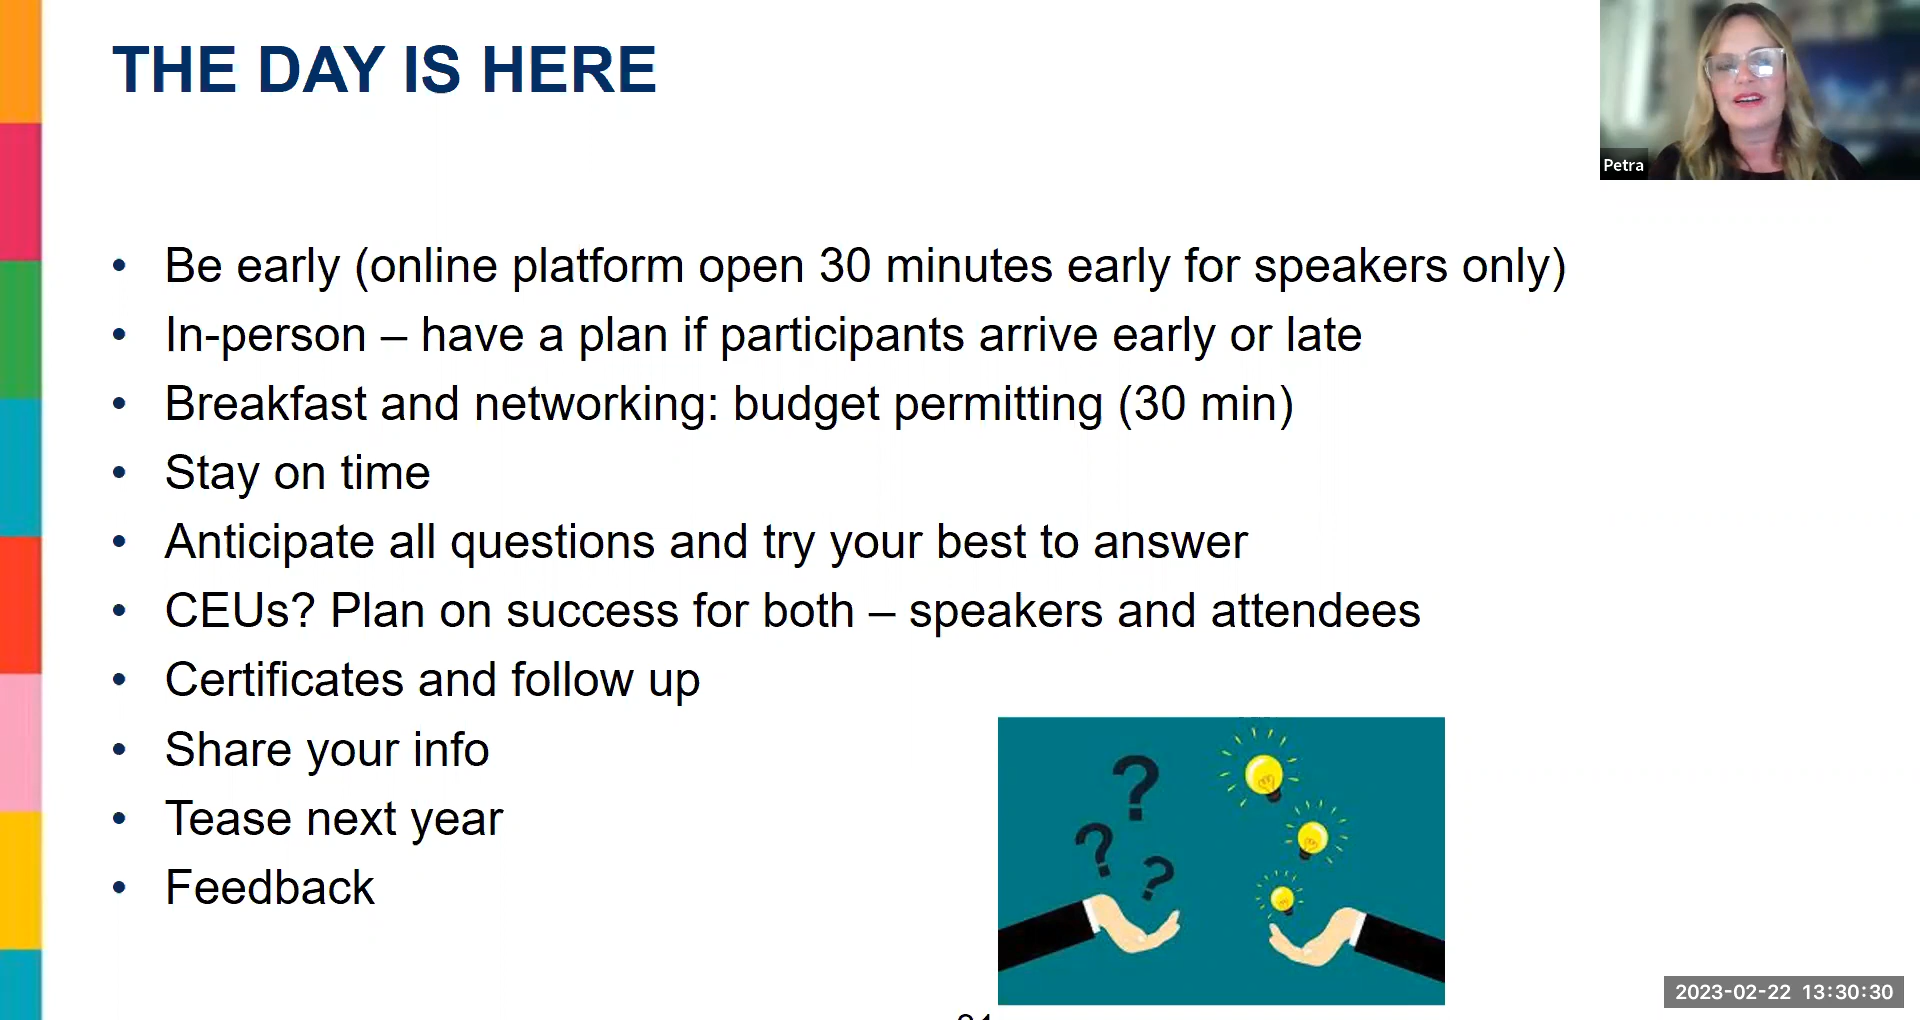 THE DAY IS HERE
Petra
• Be early (online platform open 30 minutes early for speakers only)
• In-person – have a plan if participants arrive early or late
• Breakfast and networking: budget permitting (30 min)
• Stay on time
• Anticipate all questions and try your best to answer
• CEUs? Plan on success for both – speakers and attendees
• Certificates and follow up
• Share your info
• Tease next year
• Feedback
?
?
?
2023-02-22 13:30:30